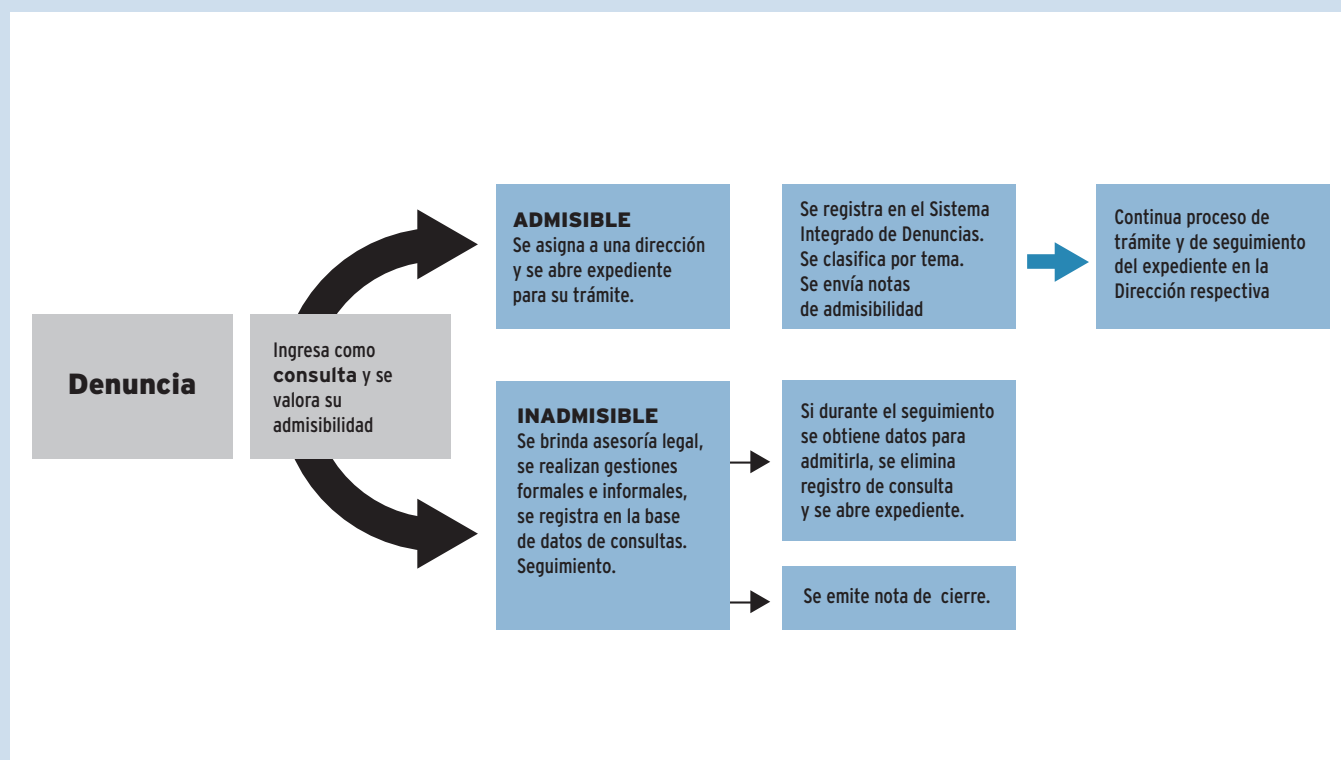 Denuncia
Ingresa como
consulta y se
valora su
admisibilidad
ADMISIBLE
Se asigna a una dirección
y se abre expediente
para su trámite.
Se registra en el Sistema
Integrado de Denuncias.
Se clasifica por tema.
Se envía notas
de admisibilidad
Continua proceso de
trámite y de seguimiento
del expediente en la
Dirección respectiva
INADMISIBLE
Se brinda asesoría legal,
se realizan gestiones
formales e informales,
se registra en la base
de datos de consultas.
Seguimiento.
Si durante el seguimiento
se obtiene datos para
admitirla, se elimina
registro de consulta
y se abre expediente.
Se emite nota de cierre.